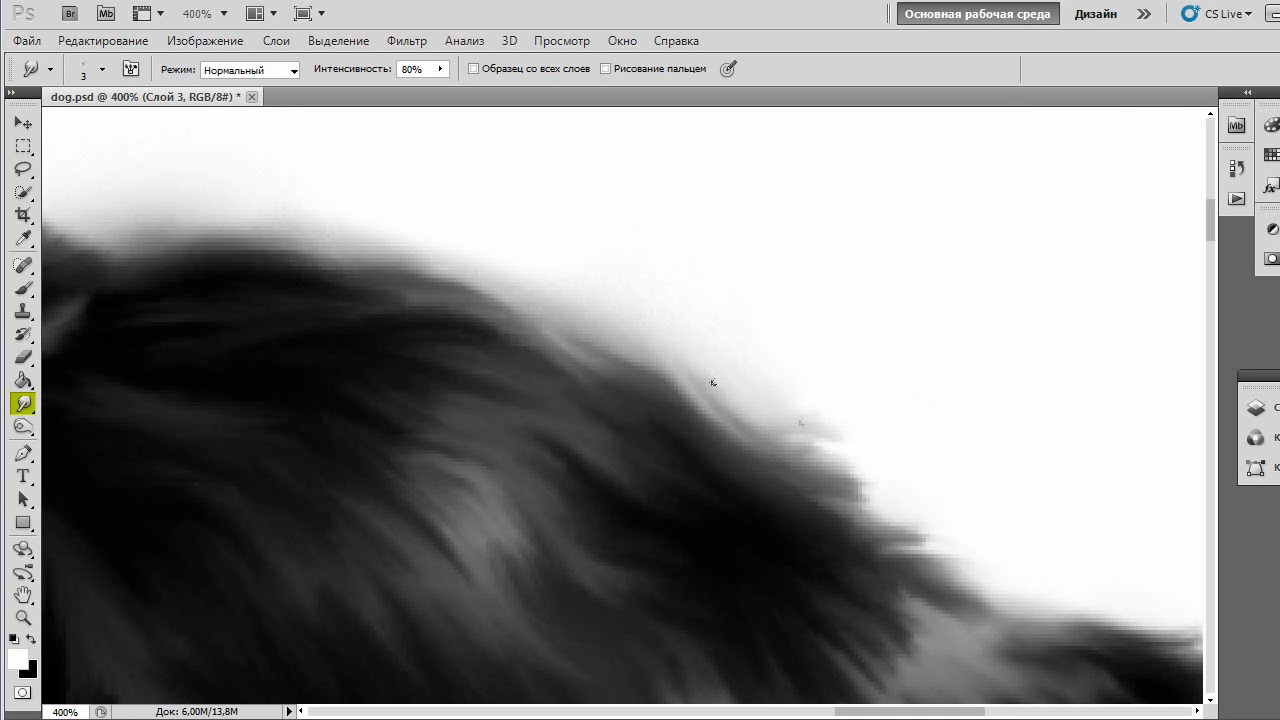 Ps Br Mb 400% Основная рабочая среда Дизайн CS Live
Файл Редактирование Изображение Слои Выделение Фильтр Анализ 3D Просмотр Окно Справка
3 Режим: Нормальный Интенсивность: 80% Образец со всех слоев Рисование пальцем
dog.psd @ 400% (Слой 3, RGB/8#) *
Mb
fx
С
К
К
T
400% Док: 6,00M/13,8M